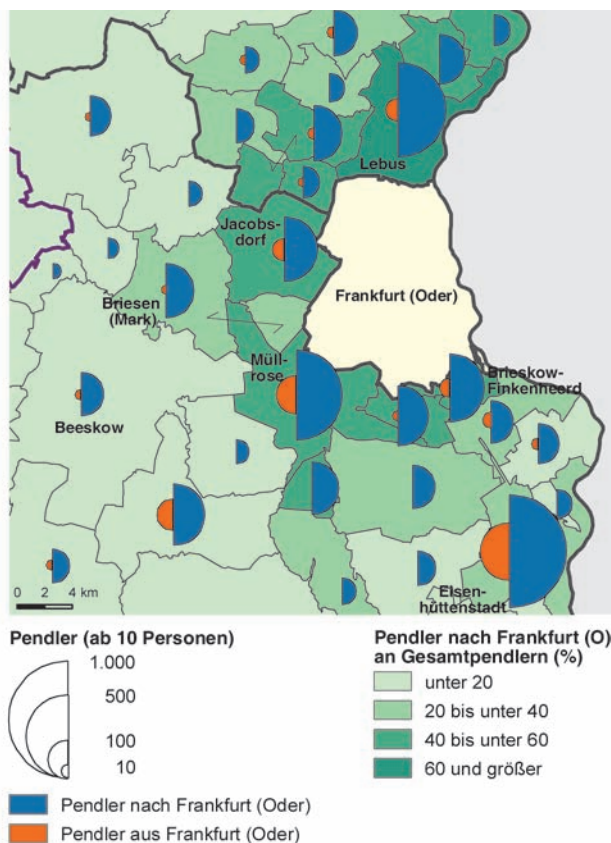 Lebus
Jacobs-
dorf
Frankfurt (Oder)
Briesen
(Mark)
Müll-
rose
Brieskow-
Finkenheerd
Beeskow
0 2 4 km
Eisen-
hüttenstadt
Pendler (ab 10 Personen)
1.000
500
100
10
Pendler nach Frankfurt (Oder)
Pendler aus Frankfurt (Oder)
Pendler nach Frankfurt (O)
an Gesamtpendlern (%)
unter 20
20 bis unter 40
40 bis unter 60
60 und größer